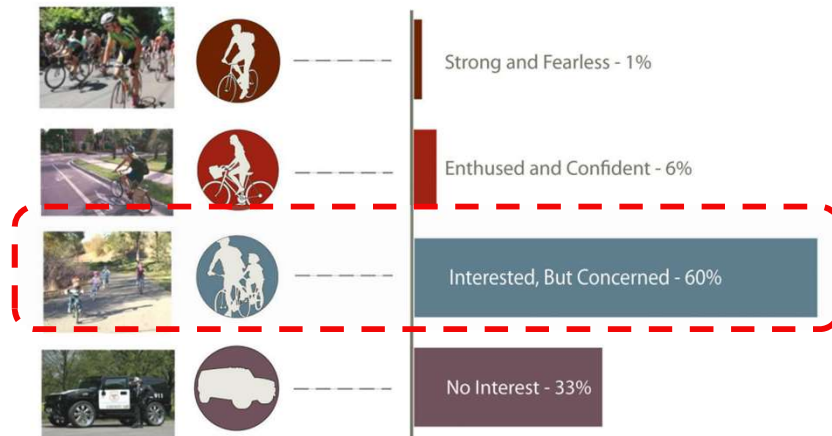 Strong and Fearless - 1%
Enthused and Confident - 6%
Interested, But Concerned - 60%
No Interest - 33%